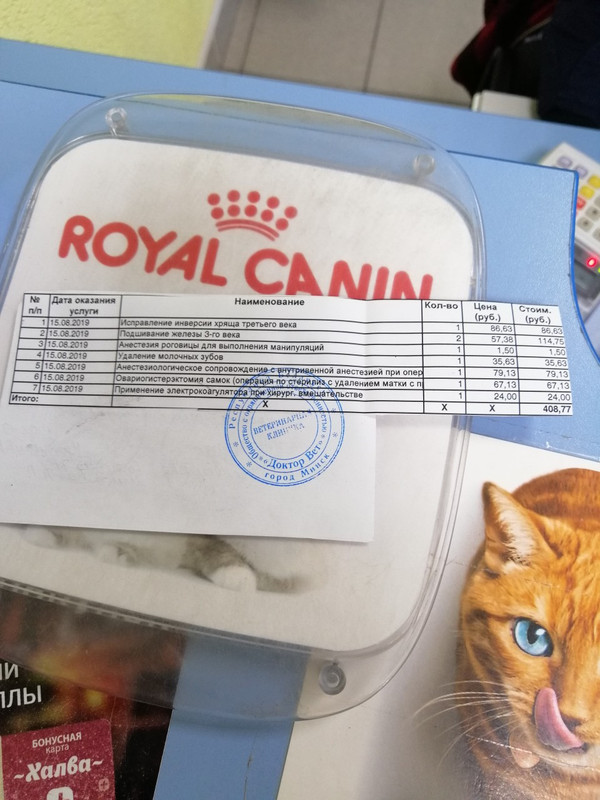 ROYAL CANIN
№ п/п Дата оказания услуги Наименование Кол-во Цена (руб.) Стоим. (руб.)
1 15.08.2019 Исправление инверсии хряща третьего века 1 86,63 86,63
2 15.08.2019 Подшивание железы 3-го века 2 57,38 114,75
3 15.08.2019 Анестезия роговицы для выполнения манипуляций 1 1,50 1,50
4 15.08.2019 Удаление молочных зубов 1 35,63 35,63
5 15.08.2019 Анестезиологическое сопровождение с внутривенной анестезией при опер 1 79,13 79,13
6 15.08.2019 Овариогистерэктомия самок (операция по стерилиз с удалением матки с п 1 67,13 67,13
7 15.08.2019 Применение электрокоагулятора при хирург. вмешательстве 1 24,00 24,00
Итого: X X X 408,77
ВЕТЕРИНАРНАЯ
КЛИНИКА
«Доктор Вет»
город Минск
ЛЛЫ
БОНУСНАЯ
карта
~Халва~